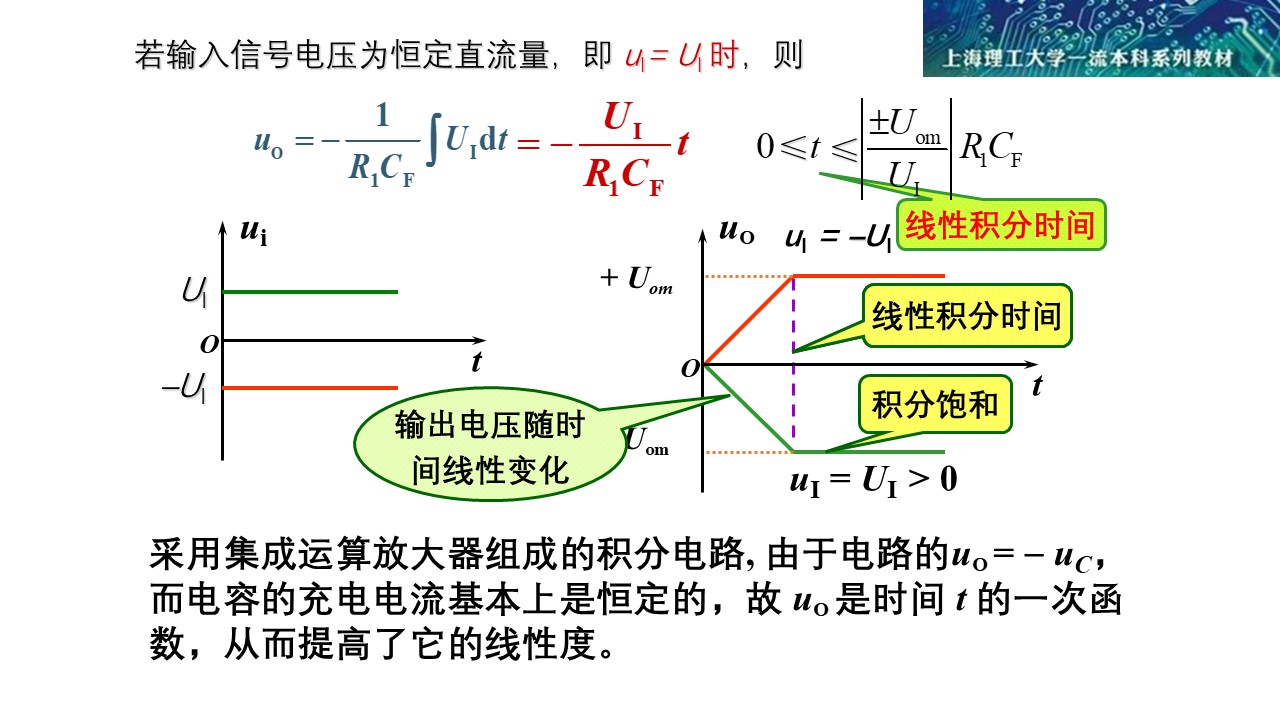 若输入信号电压为恒定直流量，即 uI = UI 时，则
上海理工大学一流本科系列教材
uo = − 1/(R1CF) ∫ UI dt = − UI/(R1CF) t
0 ≤ t ≤ |±Uom/UI| R1CF
线性积分时间
ui
UI
O
t
–UI
uO
uI = –UI
+ Uom
线性积分时间
O
t
积分饱和
输出电压随时
间线性变化
Uom
uI = UI > 0
采用集成运算放大器组成的积分电路, 由于电路的uO = – uC，
而电容的充电电流基本上是恒定的，故 uO 是时间 t 的一次函
数，从而提高了它的线性度。